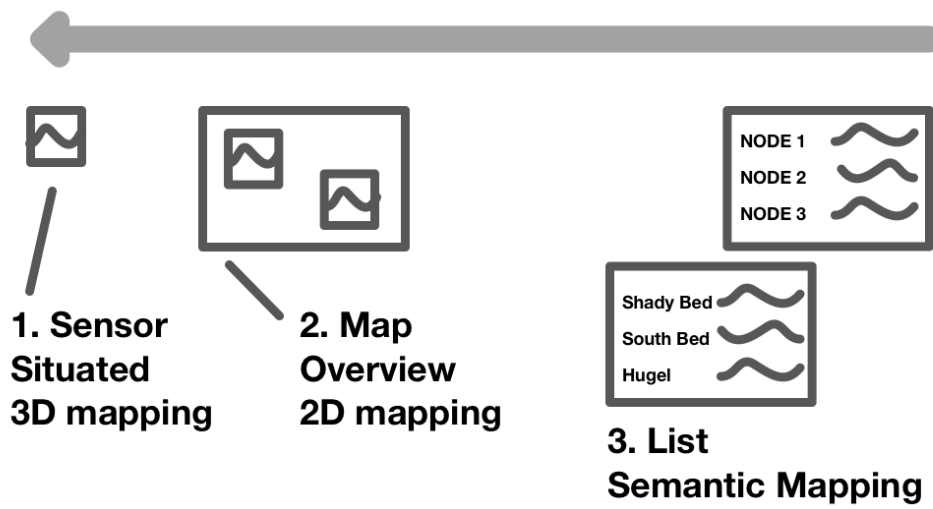 NODE 1
NODE 2
NODE 3
Shady Bed
South Bed
Hugel
1. Sensor
Situated
3D mapping
2. Map
Overview
2D mapping
3. List
Semantic Mapping